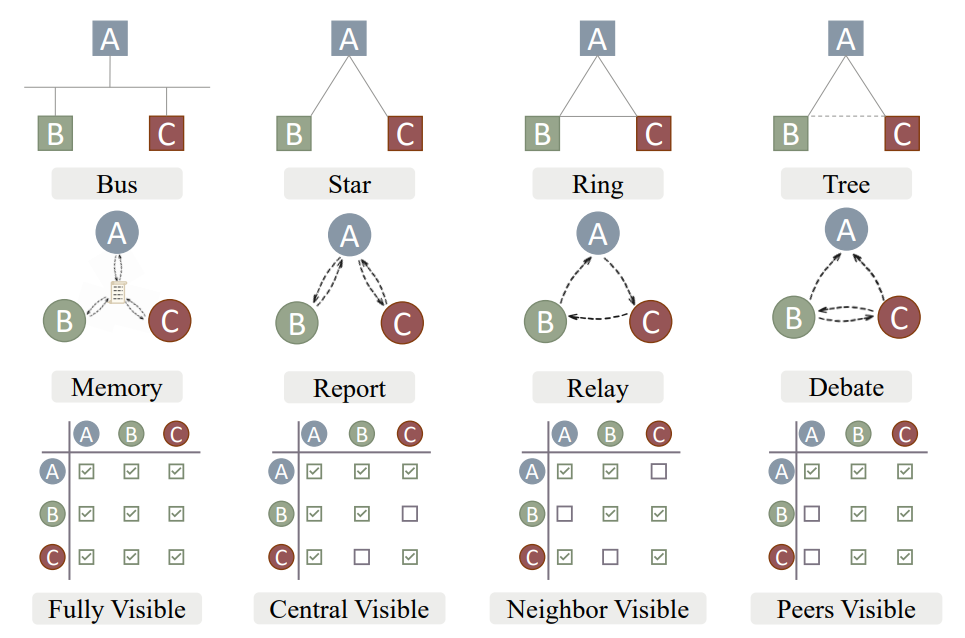 A A A A
B C B C B C B C
Bus Star Ring Tree
A A A A
B C B C B C B C
Memory Report Relay Debate
A B C A B C A B C A B C
A A A A
B B B B
C C C C
Fully Visible Central Visible Neighbor Visible Peers Visible